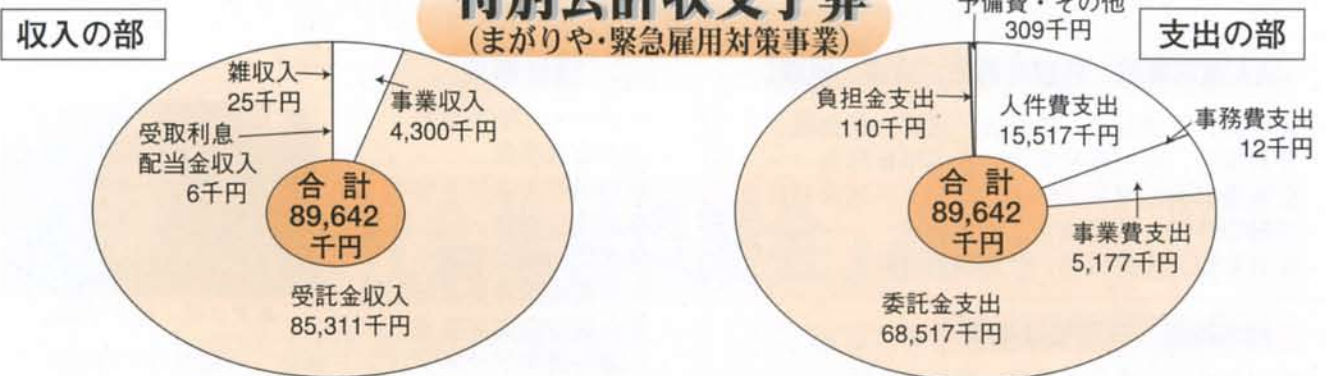 特別会計収支予算
(まがりや・緊急雇用対策事業)
収入の部
雑収入
25千円
受取利息
配当金収入
6千円
事業収入
4,300千円
合計
89,642
千円
受託金収入
85,311千円
支出の部
予備費・その他
309千円
負担金支出
110千円
人件費支出
15,517千円
事務費支出
12千円
事業費支出
5,177千円
合計
89,642
千円
委託金支出
68,517千円